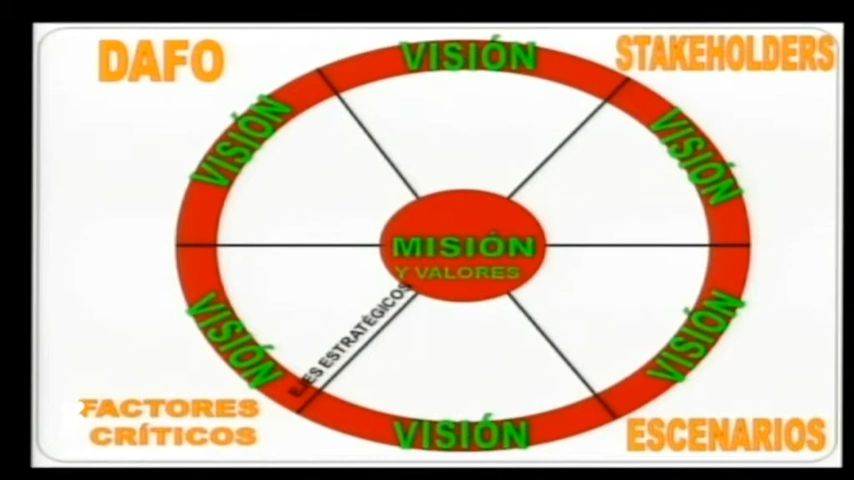 DAFO
VISIÓN
STAKEHOLDERS
VISIÓN
VISIÓN
MISIÓN
Y VALORES
EJES ESTRATÉGICOS
VISIÓN
VISIÓN
FACTORES
CRÍTICOS
VISIÓN
ESCENARIOS